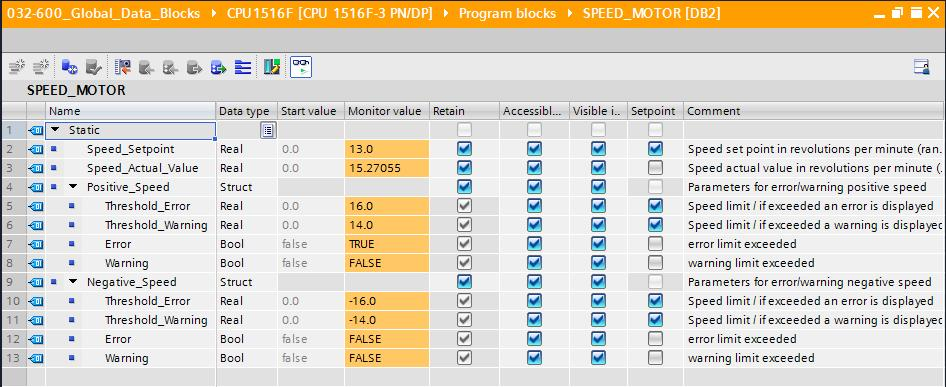 032-600_Global_Data_Blocks CPU1516F [CPU 1516F-3 PN/DP] Program blocks SPEED_MOTOR [DB2]
SPEED_MOTOR
Name Data type Start value Monitor value Retain Accessibl... Visible i.. Setpoint Comment
1 Static
2 Speed_Setpoint Real 0.0 13.0 Speed set point in revolutions per minute (ran.
3 Speed_Actual_Value Real 0.0 15.27055 Speed actual value in revolutions per minute (.
4 Positive_Speed Struct Parameters for error/warning positive speed
5 Threshold_Error Real 0.0 16.0 Speed limit / if exceeded an error is displayed
6 Threshold_Warning Real 0.0 14.0 Speed limit / if exceeded a warning is displayed
7 Error Bool false TRUE error limit exceeded
8 Warning Bool false FALSE warning limit exceeded
9 Negative_Speed Struct Parameters for error/warning negative speed
10 Threshold_Error Real 0.0 -16.0 Speed limit / if exceeded an error is displayed
11 Threshold_Warning Real 0.0 -14.0 Speed limit / if exceeded a warning is displayed
12 Error Bool false FALSE error limit exceeded
13 Warning Bool false FALSE warning limit exceeded